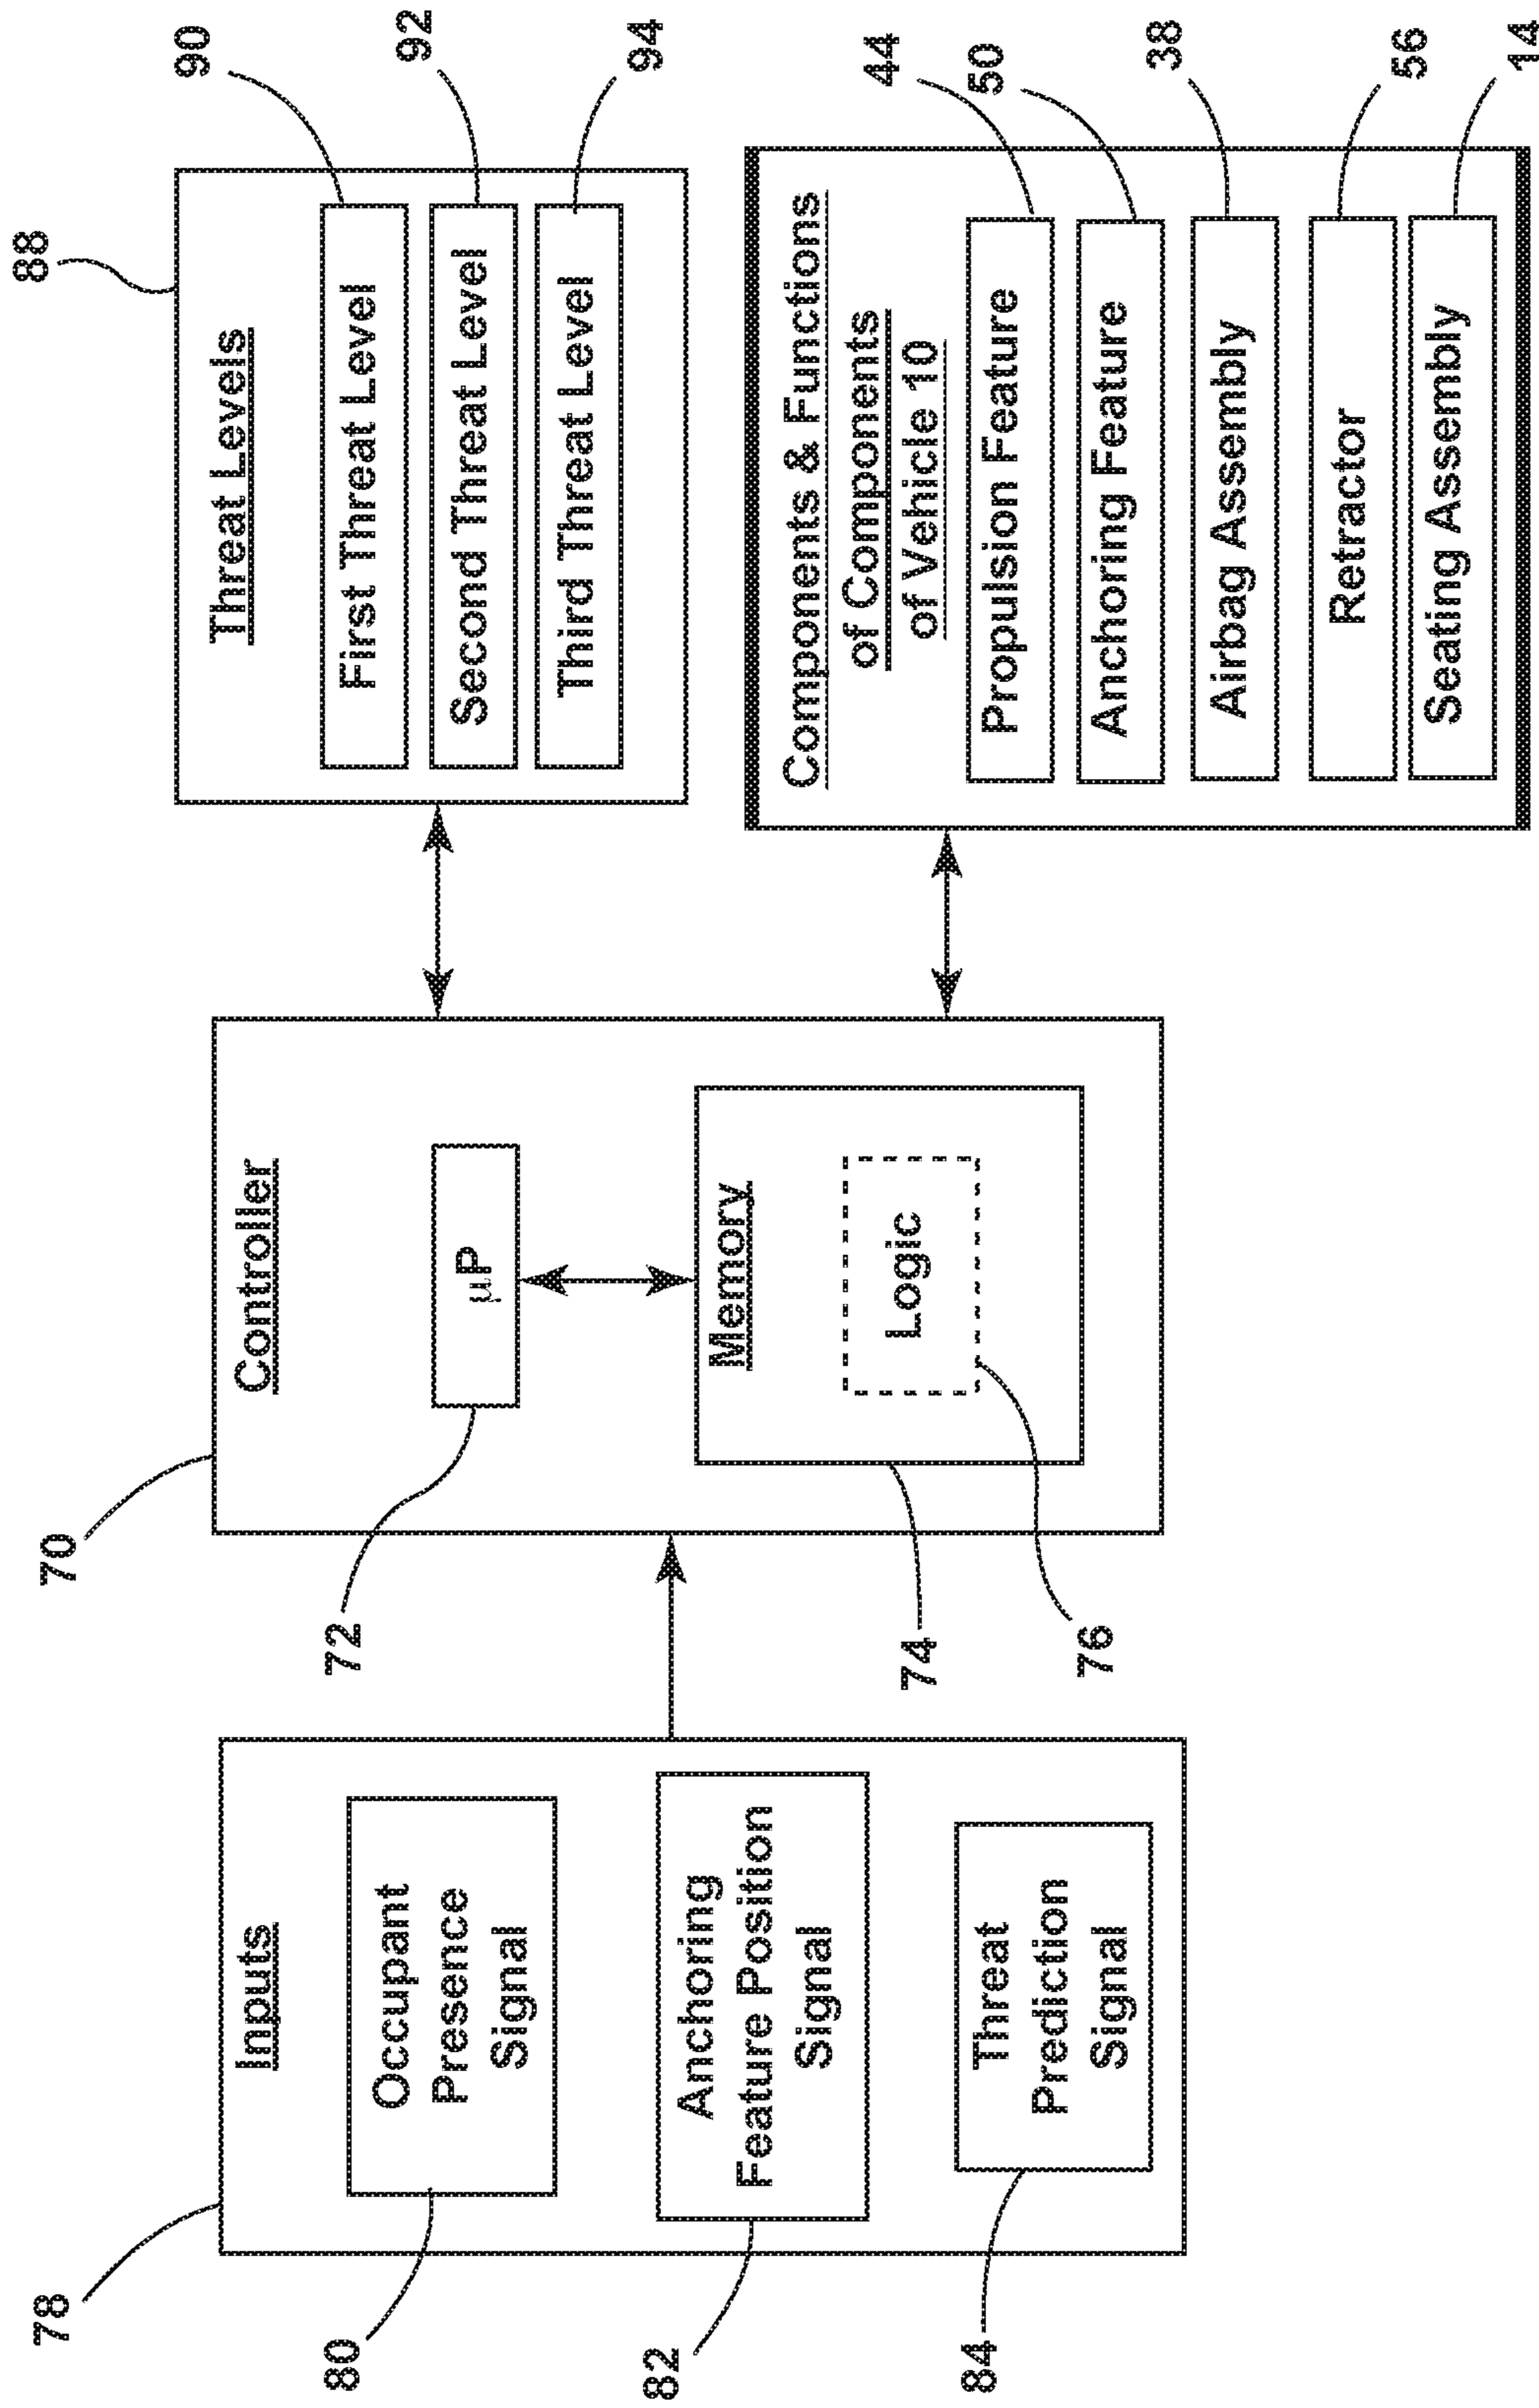 78
Inputs
80
Occupant
Presence
Signal
82
Anchoring
Feature Position
Signal
84
Threat
Prediction
Signal
70
Controller
72
µP
74
Memory
76
Logic
88
Threat Levels
First Threat Level
90
Second Threat Level
92
Third Threat Level
94
Components & Functions
of Components
of Vehicle 10
Propulsion Feature
44
Anchoring Feature
50
Airbag Assembly
38
Retractor
56
Seating Assembly
14